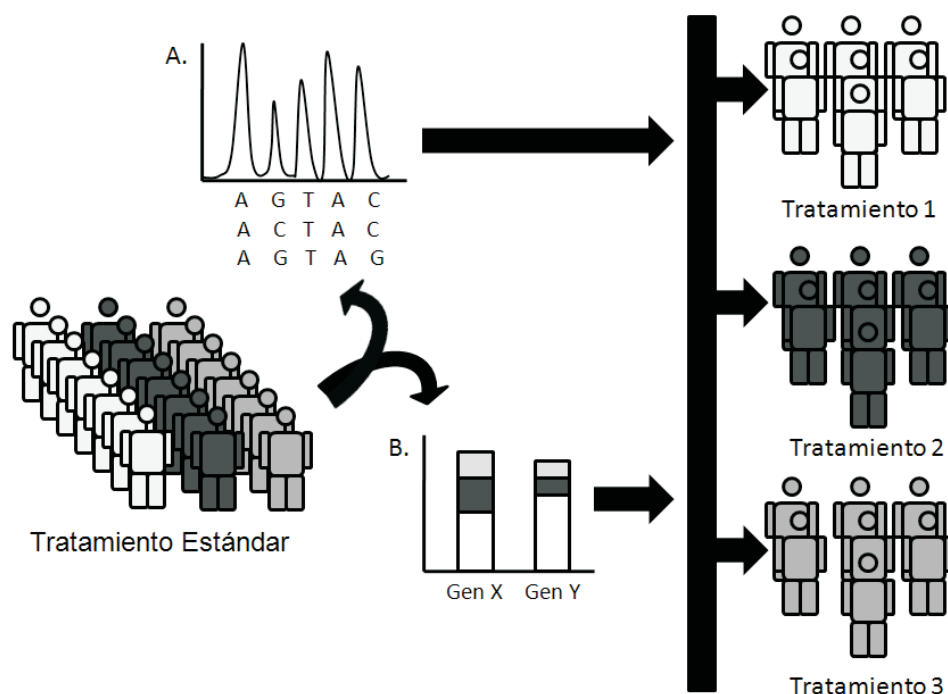 A.
A G T A C
A C T A C
A G T A G
Tratamiento Estándar
B.
Gen X Gen Y
Tratamiento 1
Tratamiento 2
Tratamiento 3